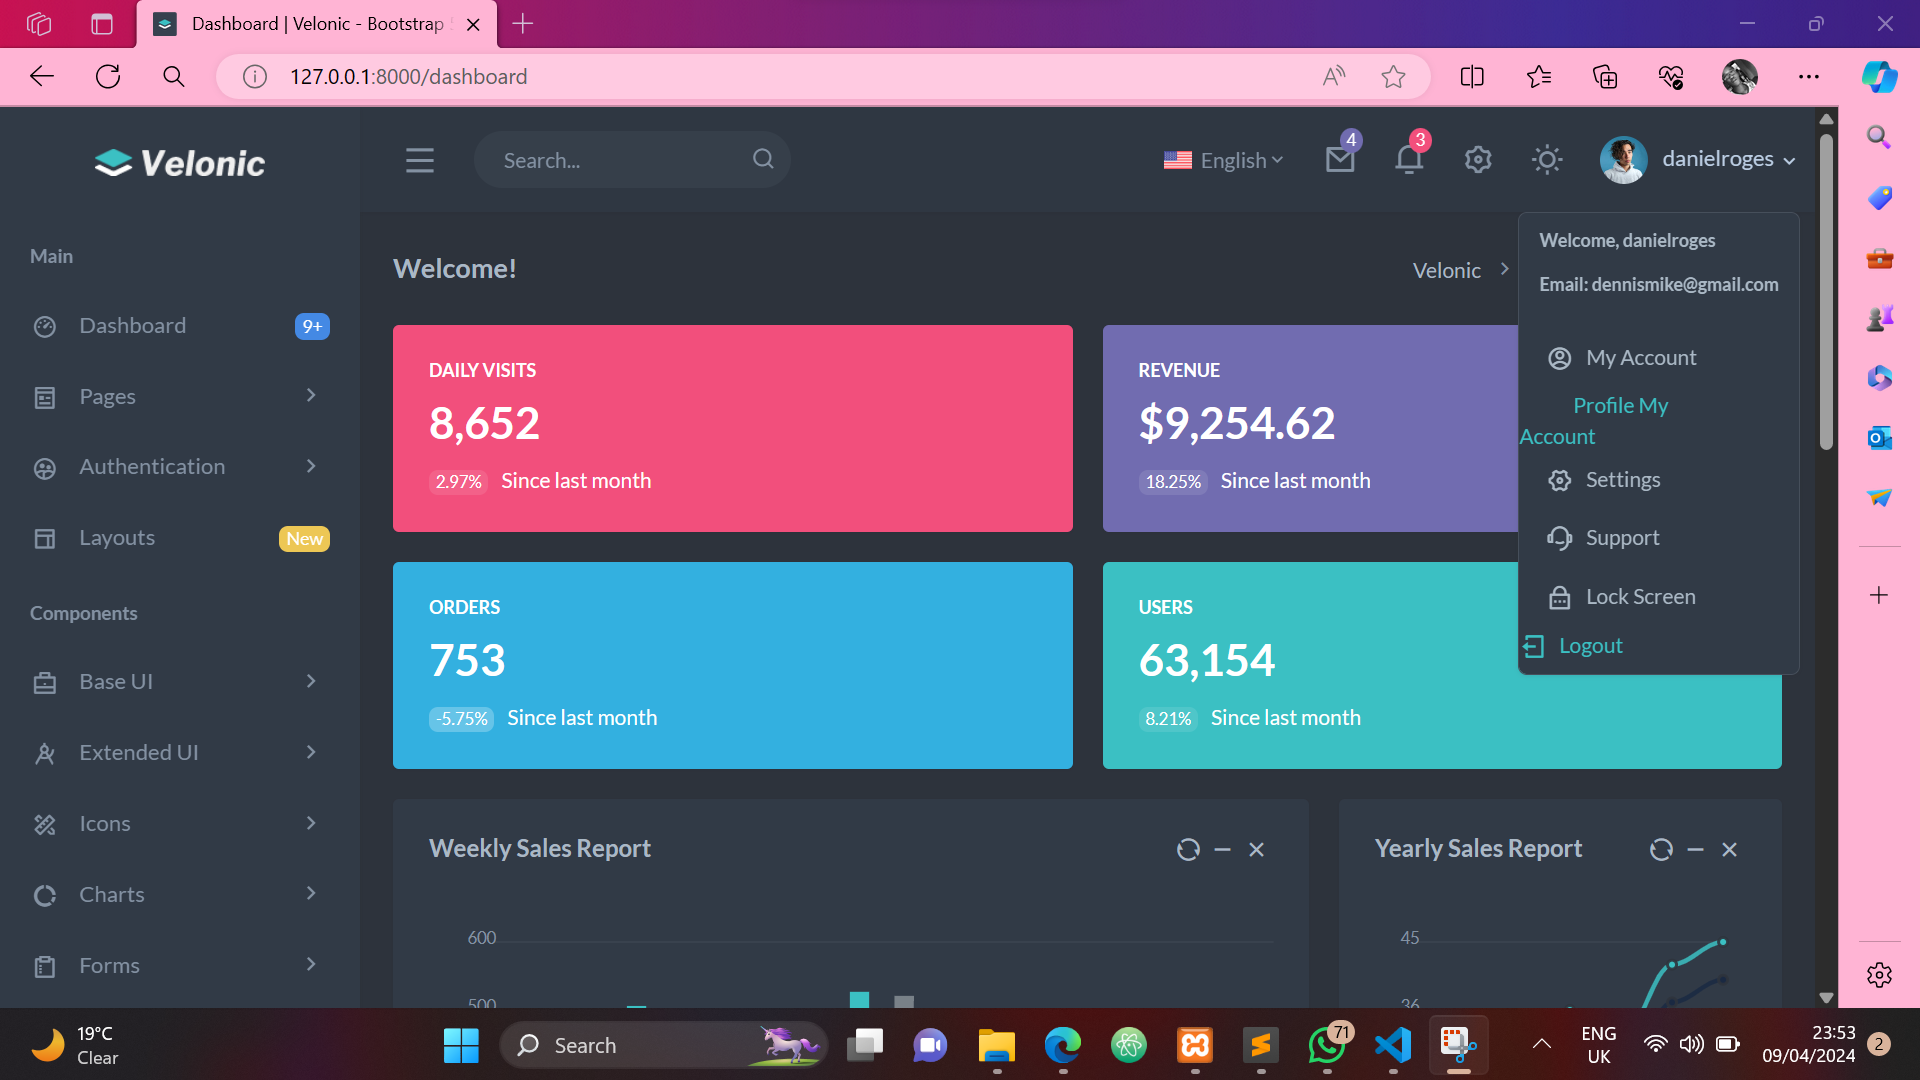 Dashboard | Velonic - Bootstrap
127.0.0.1:8000/dashboard
Velonic
Search...
English
4
3
danielroges
Main
Dashboard
9+
Pages
Authentication
Layouts
New
Components
Base UI
Extended UI
Icons
Charts
Forms
Welcome!
Velonic
Welcome, danielroges
Email: dennismike@gmail.com
My Account
Profile My
Account
Settings
Support
Lock Screen
Logout
DAILY VISITS
8,652
2.97% Since last month
REVENUE
$9,254.62
18.25% Since last month
ORDERS
753
-5.75% Since last month
USERS
63,154
8.21% Since last month
Weekly Sales Report
600
500
Yearly Sales Report
45
36
19°C
Clear
Search
71
ENG
UK
23:53
09/04/2024
2